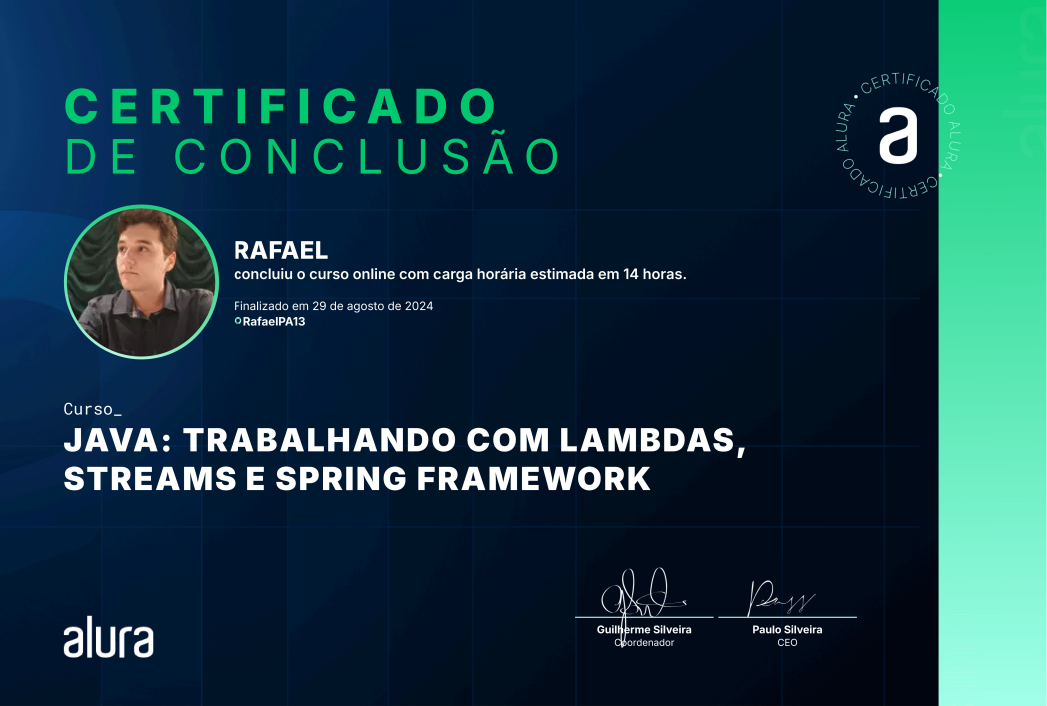 CERTIFICADO
DE CONCLUSÃO
CERTIFICADO ALURA • CERTIFICADO ALURA •
a
alura
RAFAEL
concluiu o curso online com carga horária estimada em 14 horas.
Finalizado em 29 de agosto de 2024
RafaelPA13
Curso_
JAVA: TRABALHANDO COM LAMBDAS,
STREAMS E SPRING FRAMEWORK
alura
Guilherme Silveira
Coordenador
Paulo Silveira
CEO